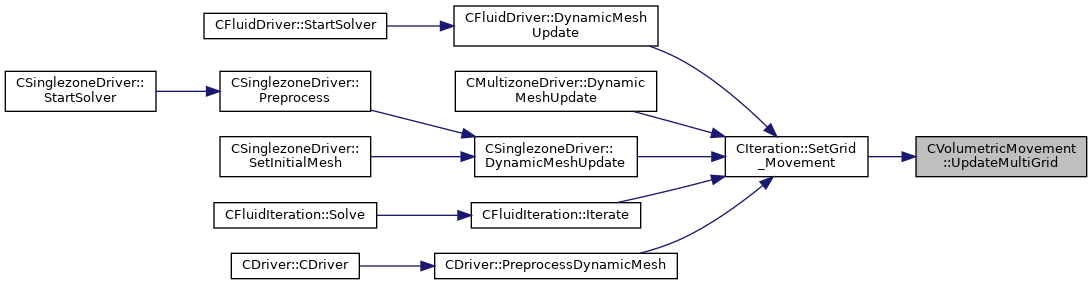 CFluidDriver::StartSolver
CFluidDriver::DynamicMesh
Update
CSinglezoneDriver::
StartSolver
CSinglezoneDriver::
Preprocess
CMultizoneDriver::Dynamic
MeshUpdate
CSinglezoneDriver::
SetInitialMesh
CSinglezoneDriver::
DynamicMeshUpdate
CIteration::SetGrid
_Movement
CVolumetricMovement
::UpdateMultiGrid
CFluidIteration::Solve
CFluidIteration::Iterate
CDriver::CDriver
CDriver::PreprocessDynamicMesh